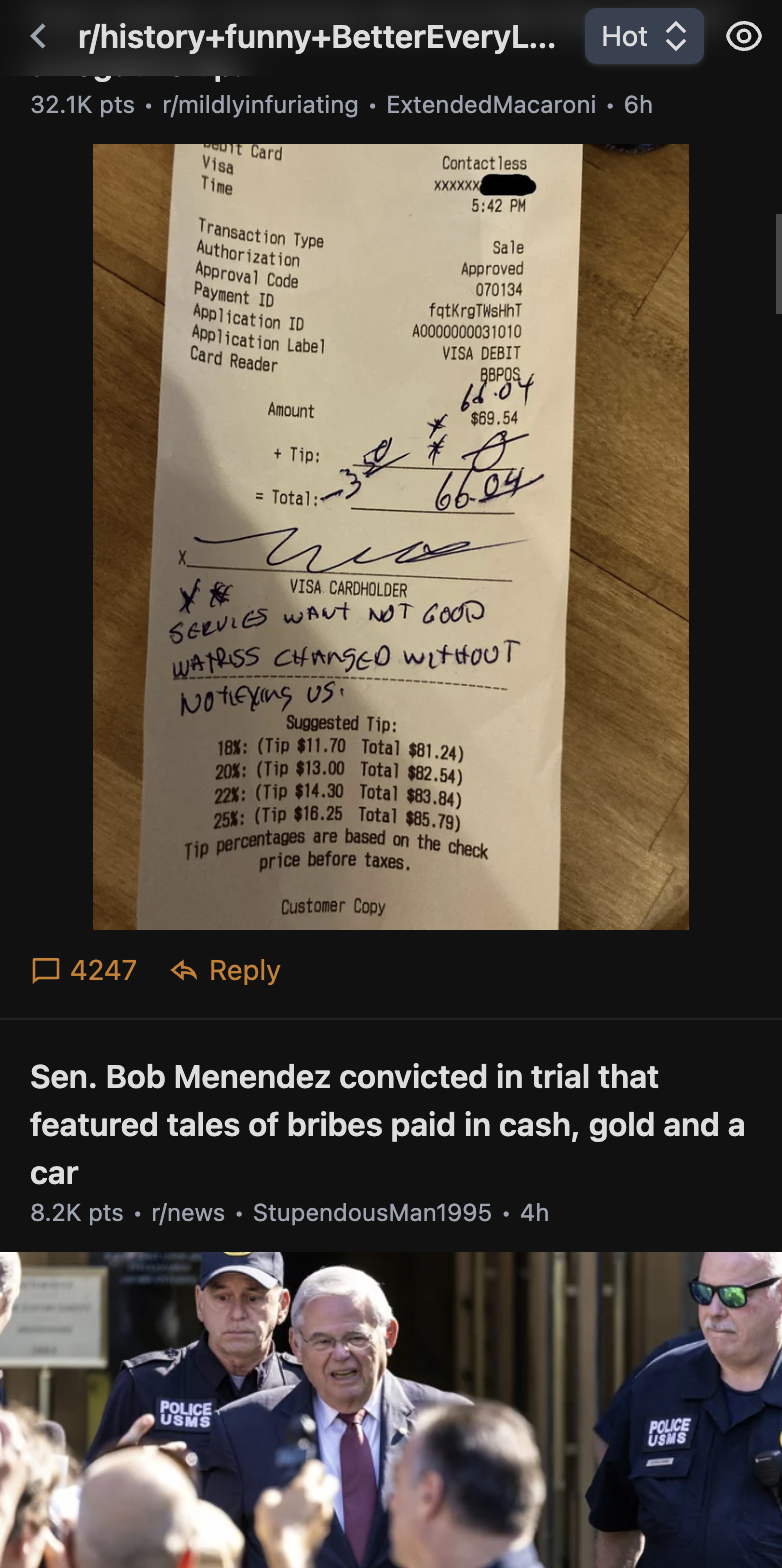 r/history+funny+BetterEveryL...
Hot
32.1K pts • r/mildlyinfuriating • ExtendedMacaroni • 6h
Debit Card Contactless
Visa xxxxxx
Time 5:42 PM
Transaction Type Sale
Authorization Approved
Approval Code 070134
Payment ID fqtKrgTWsHhT
Application ID A0000000031010
Application Label VISA DEBIT
Card Reader BBPOS
66.04
Amount $69.54
+ Tip:
-3 50
= Total: 66.04
X
VISA CARDHOLDER
SERVIES WANT NOT GOOD
WATRISS CHANGED WITHOUT
NOTIEYING US.
Suggested Tip:
18%: (Tip $11.70 Total $81.24)
20%: (Tip $13.00 Total $82.54)
22%: (Tip $14.30 Total $83.84)
25%: (Tip $16.25 Total $85.79)
Tip percentages are based on the check
price before taxes.
Customer Copy
4247 Reply
Sen. Bob Menendez convicted in trial that
featured tales of bribes paid in cash, gold and a
car
8.2K pts • r/news • StupendousMan1995 • 4h
POLICE
USMS
POLICE
USMS